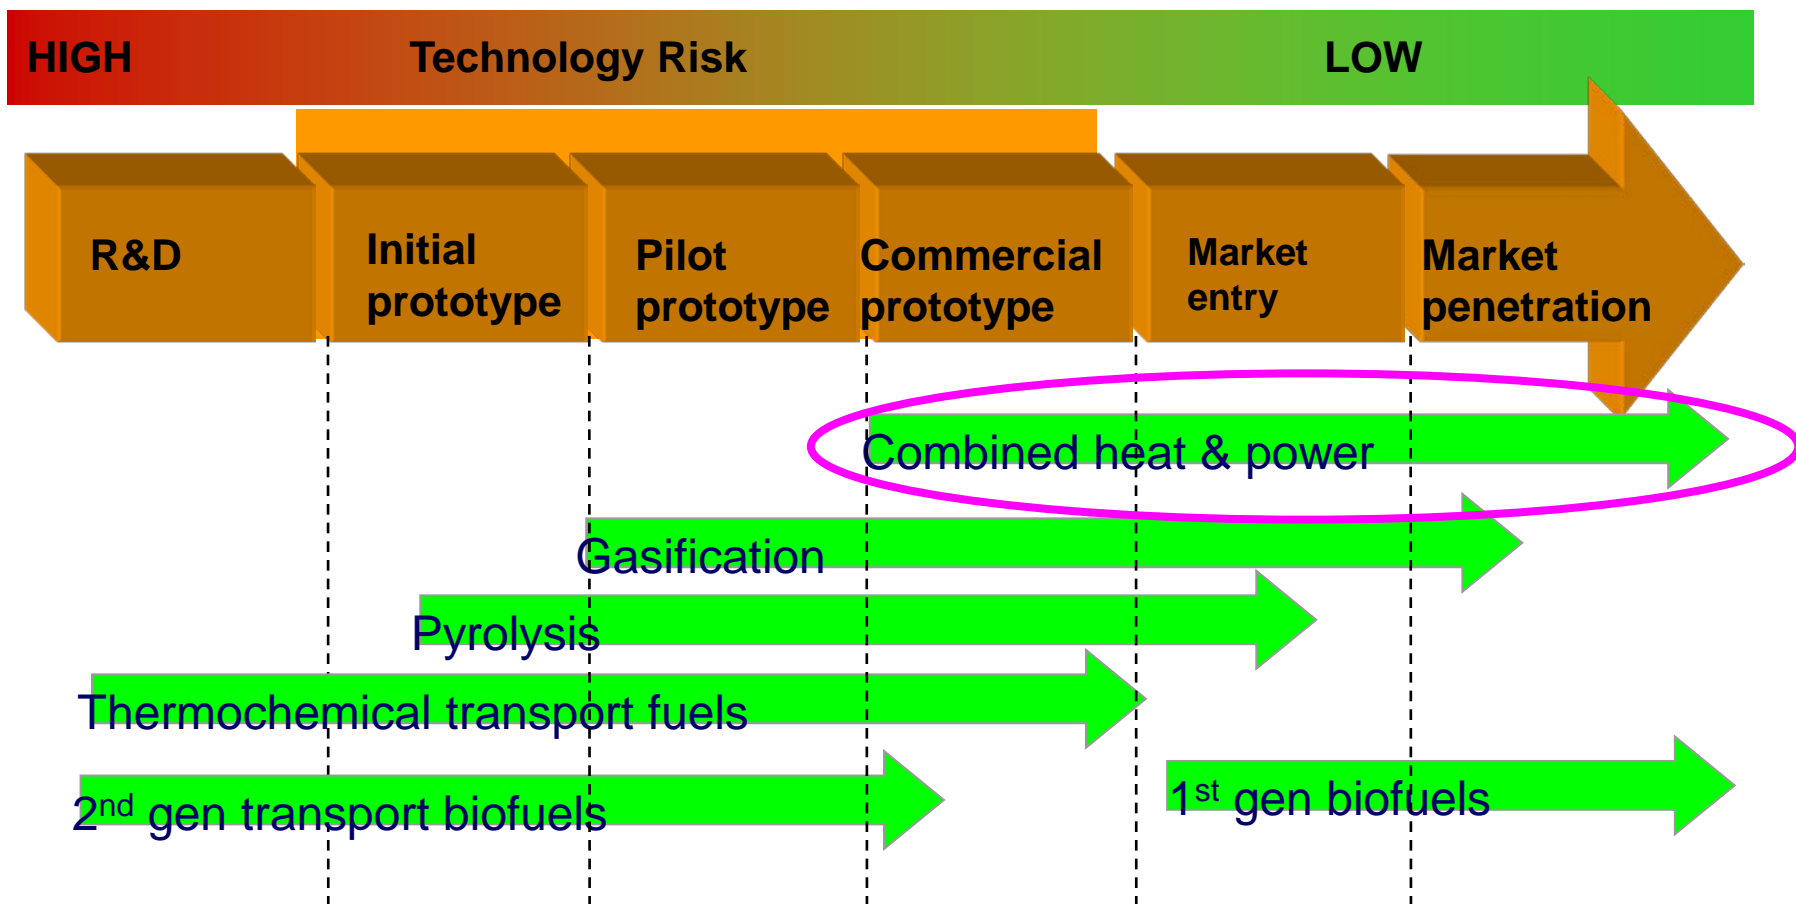 HIGH Technology Risk LOW
R&D
Initial
prototype
Pilot
prototype
Commercial
prototype
Market
entry
Market
penetration
Combined heat & power
Gasification
Pyrolysis
Thermochemical transport fuels
2nd gen transport biofuels
1st gen biofuels